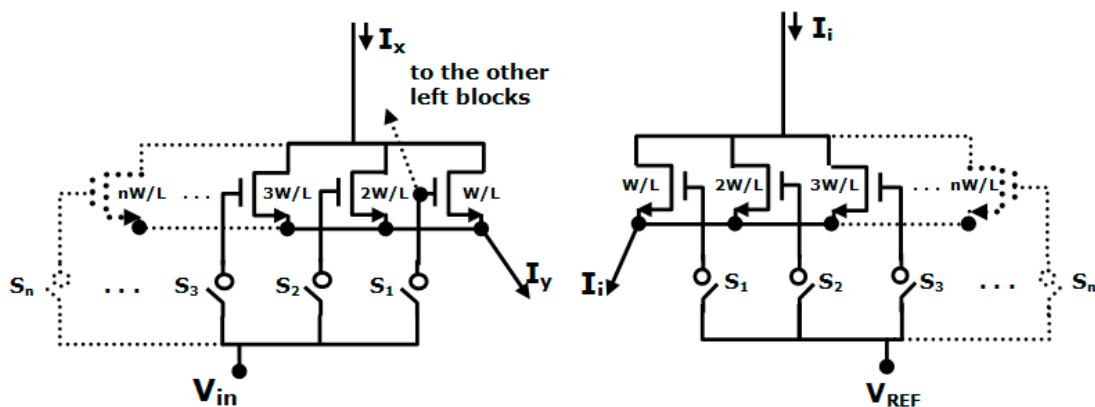 Ix
to the other
left blocks
nW/L ... 3W/L 2W/L W/L
Iy
Sn ... S3 S2 S1
Vin
Ii
W/L 2W/L 3W/L ... nW/L
Ii
S1 S2 S3 ... Sn
VREF